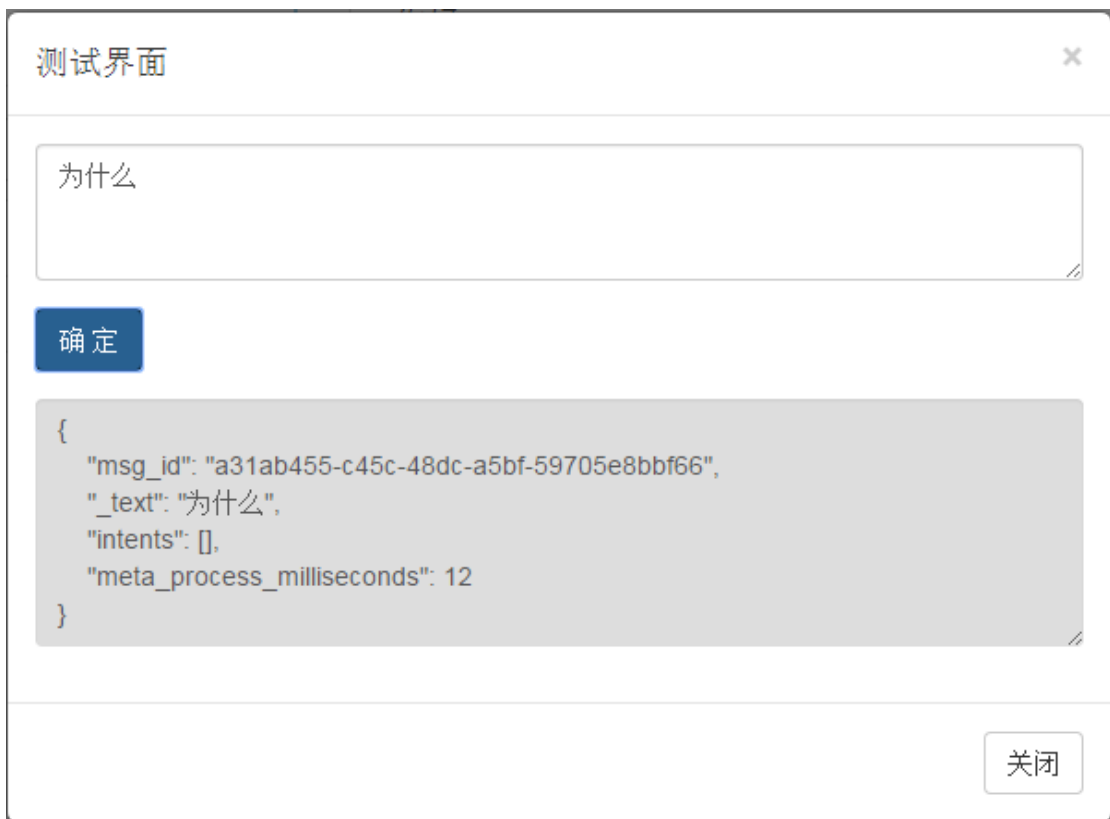 测试界面
×
为什么
确定
{
"msg_id": "a31ab455-c45c-48dc-a5bf-59705e8bbf66",
"_text": "为什么",
"intents": [],
"meta_process_milliseconds": 12
}
关闭